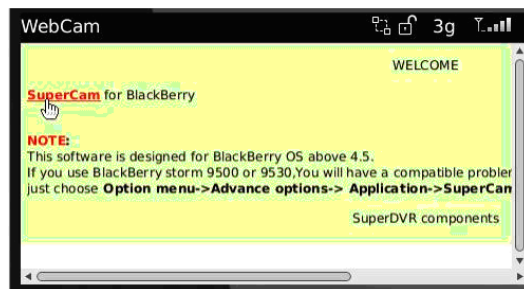 WebCam 3g
WELCOME
SuperCam for BlackBerry
NOTE:
This software is designed for BlackBerry OS above 4.5.
If you use BlackBerry storm 9500 or 9530,You will have a compatible
just choose Option menu->Advance options-> Application->SuperCam
SuperDVR components